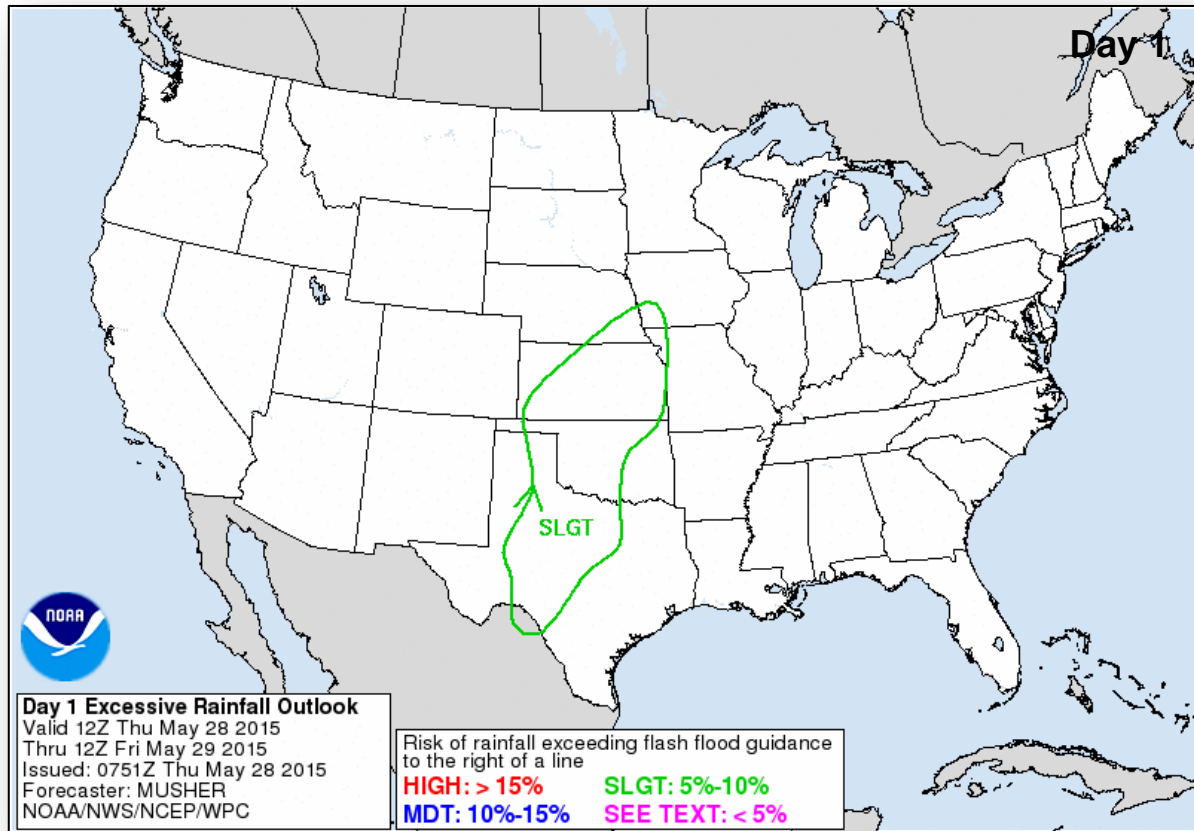 Day 1
SLGT
NOAA
Day 1 Excessive Rainfall Outlook
Valid 12Z Thu May 28 2015
Thru 12Z Fri May 29 2015
Issued: 0751Z Thu May 28 2015
Forecaster: MUSHER
NOAA/NWS/NCEP/WPC
Risk of rainfall exceeding flash flood guidance
to the right of a line
HIGH: > 15% SLGT: 5%-10%
MDT: 10%-15% SEE TEXT: < 5%